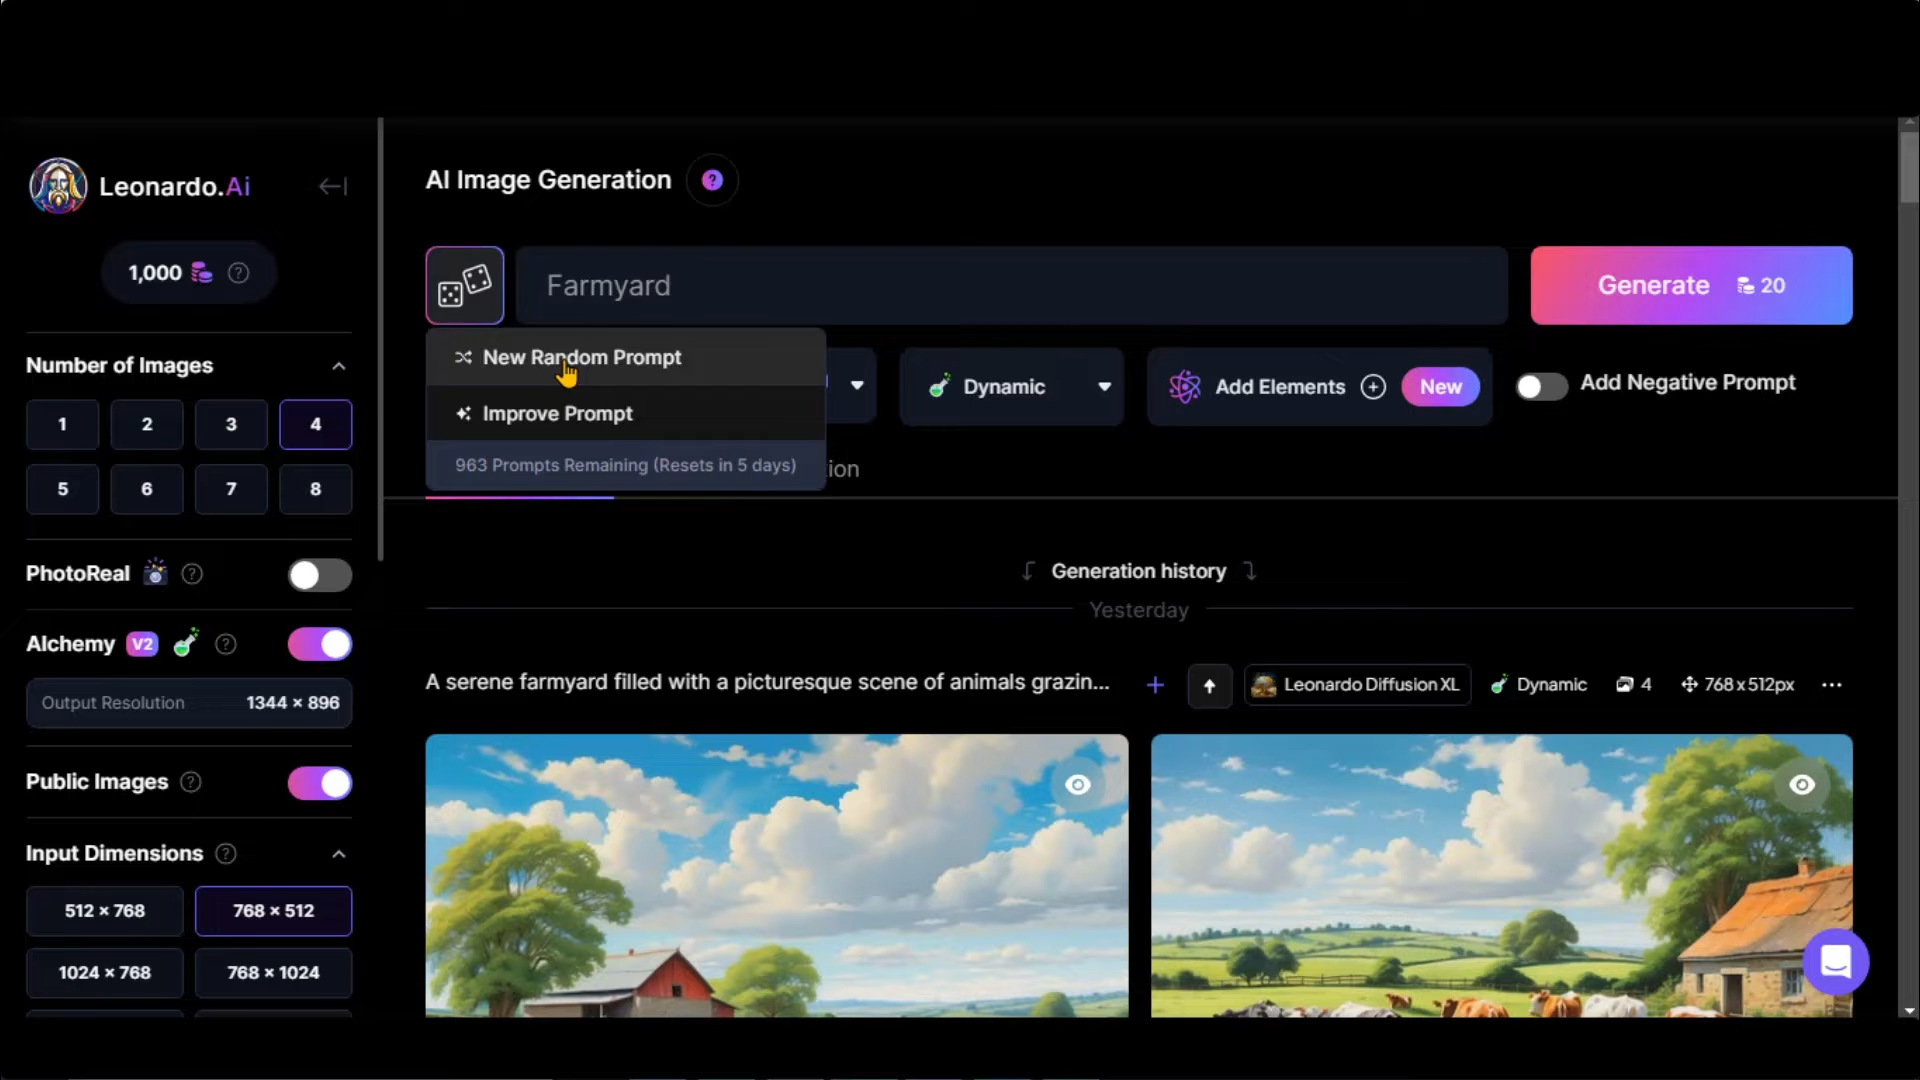 Leonardo.Ai
1,000
Number of Images
1 2 3 4
5 6 7 8
PhotoReal
Alchemy V2
Output Resolution 1344 × 896
Public Images
Input Dimensions
512 × 768 768 × 512
1024 × 768 768 × 1024
AI Image Generation
Farmyard
Generate 20
New Random Prompt
Improve Prompt
963 Prompts Remaining (Resets in 5 days)
Dynamic
Add Elements New
Add Negative Prompt
Generation history
Yesterday
A serene farmyard filled with a picturesque scene of animals grazin...
Leonardo Diffusion XL
Dynamic
4
768 x 512px